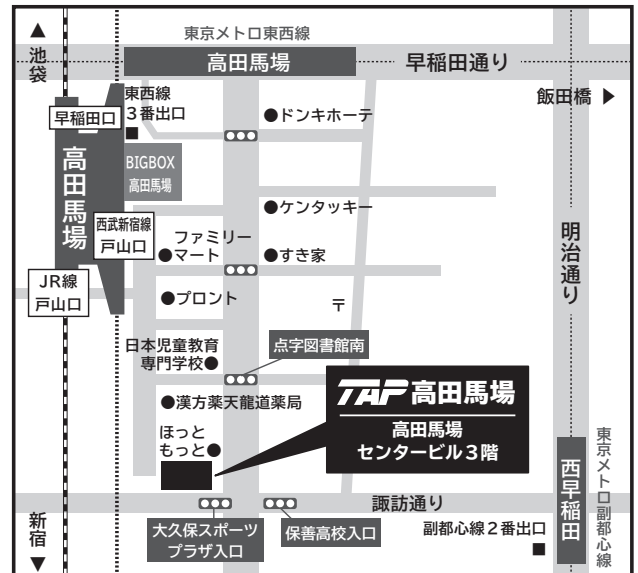 ▲
池袋
東京メトロ東西線
高田馬場
早稲田通り
飯田橋 ▶
早稲田口
東西線
３番出口
■
●ドンキホーテ
高田馬場
BIGBOX
高田馬場
西武新宿線
戸山口
●ケンタッキー
ファミリー
●マート
●すき家
明治通り
JR線
戸山口
●プロント
〒
日本児童教育
専門学校●
点字図書館南
●漢方薬天龍道薬局
TAP 高田馬場
高田馬場
センタービル３階
ほっと
もっと●
諏訪通り
西早稲田
東京メトロ副都心線
新宿
▼
大久保スポーツ
プラザ入口
保善高校入口
副都心線２番出口
■